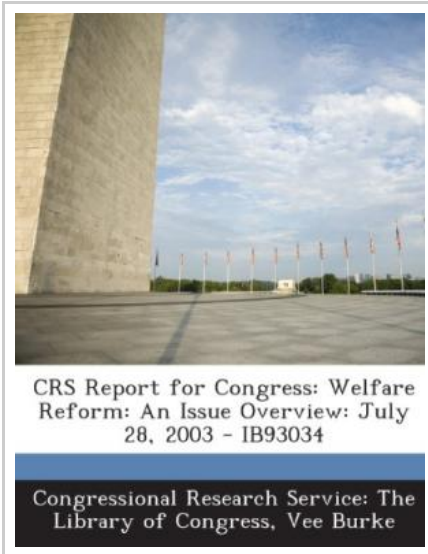 CRS Report for Congress: Welfare
Reform: An Issue Overview: July
28, 2003 - IB93034
Congressional Research Service: The
Library of Congress, Vee Burke